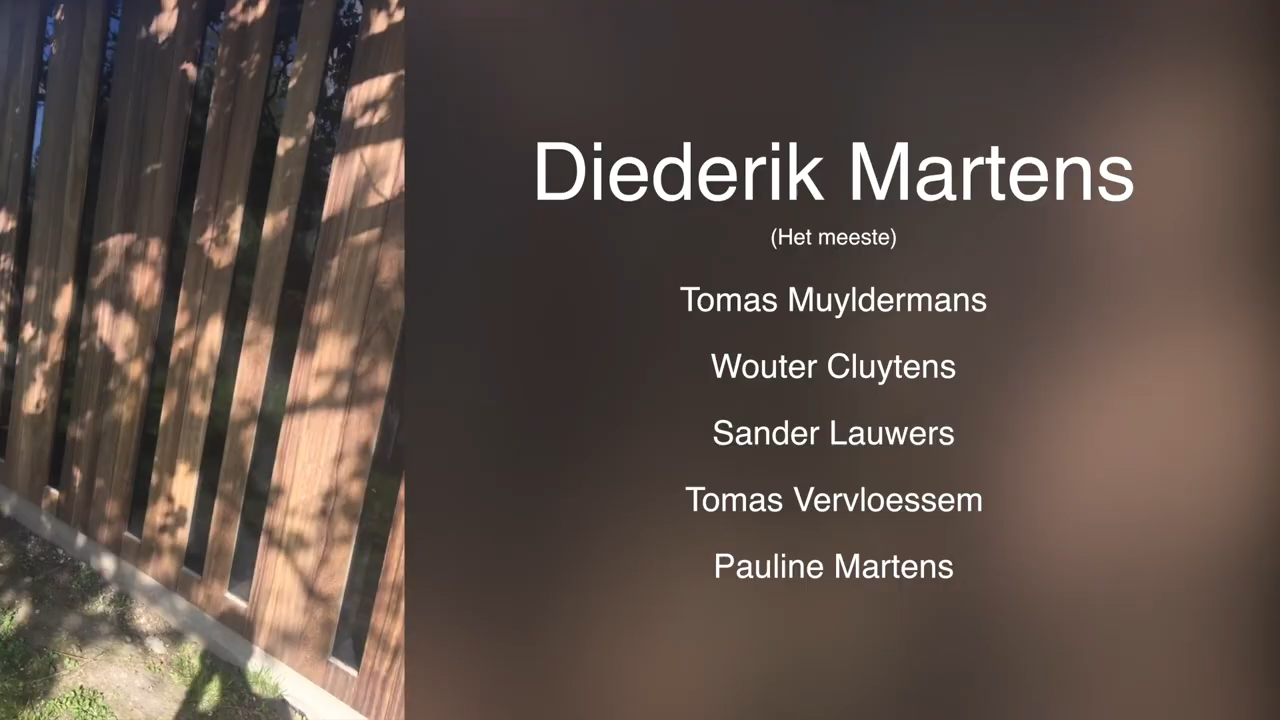 Diederik Martens
(Het meeste)
Tomas Muyldermans
Wouter Cluytens
Sander Lauwers
Tomas Vervloessem
Pauline Martens